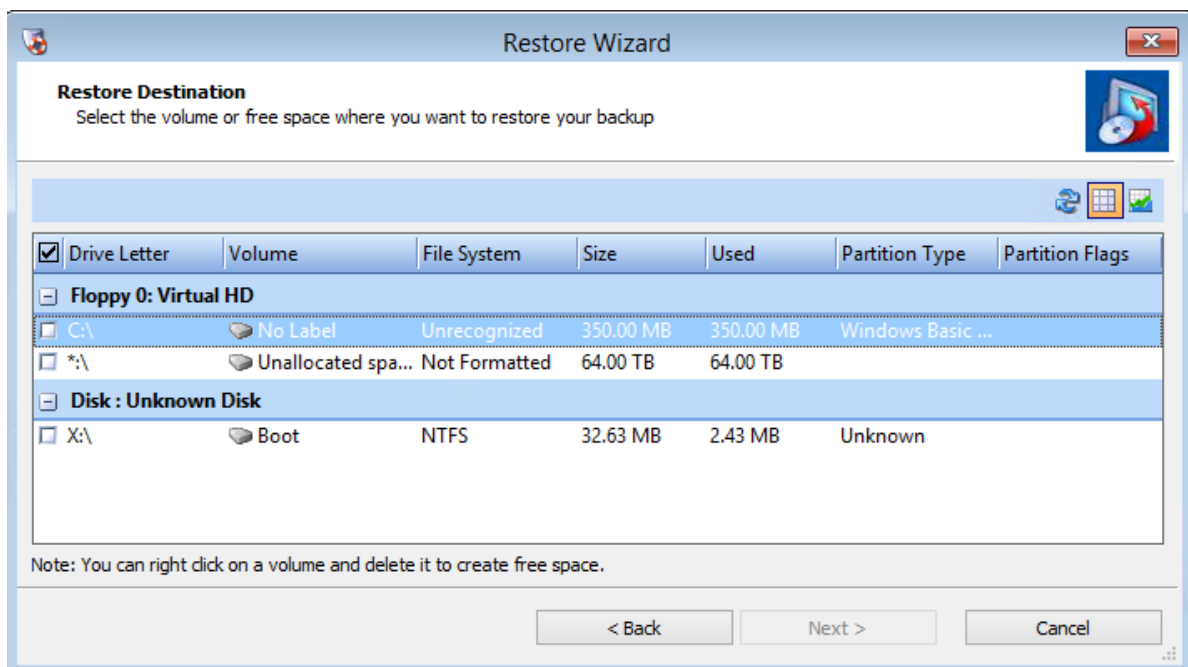 Restore Wizard
Restore Destination
Select the volume or free space where you want to restore your backup
Drive Letter Volume File System Size Used Partition Type Partition Flags
Floppy 0: Virtual HD
C:\ No Label Unrecognized 350.00 MB 350.00 MB Windows Basic ...
*:\ Unallocated spa... Not Formatted 64.00 TB 64.00 TB
Disk : Unknown Disk
X:\ Boot NTFS 32.63 MB 2.43 MB Unknown
Note: You can right click on a volume and delete it to create free space.
< Back Next > Cancel